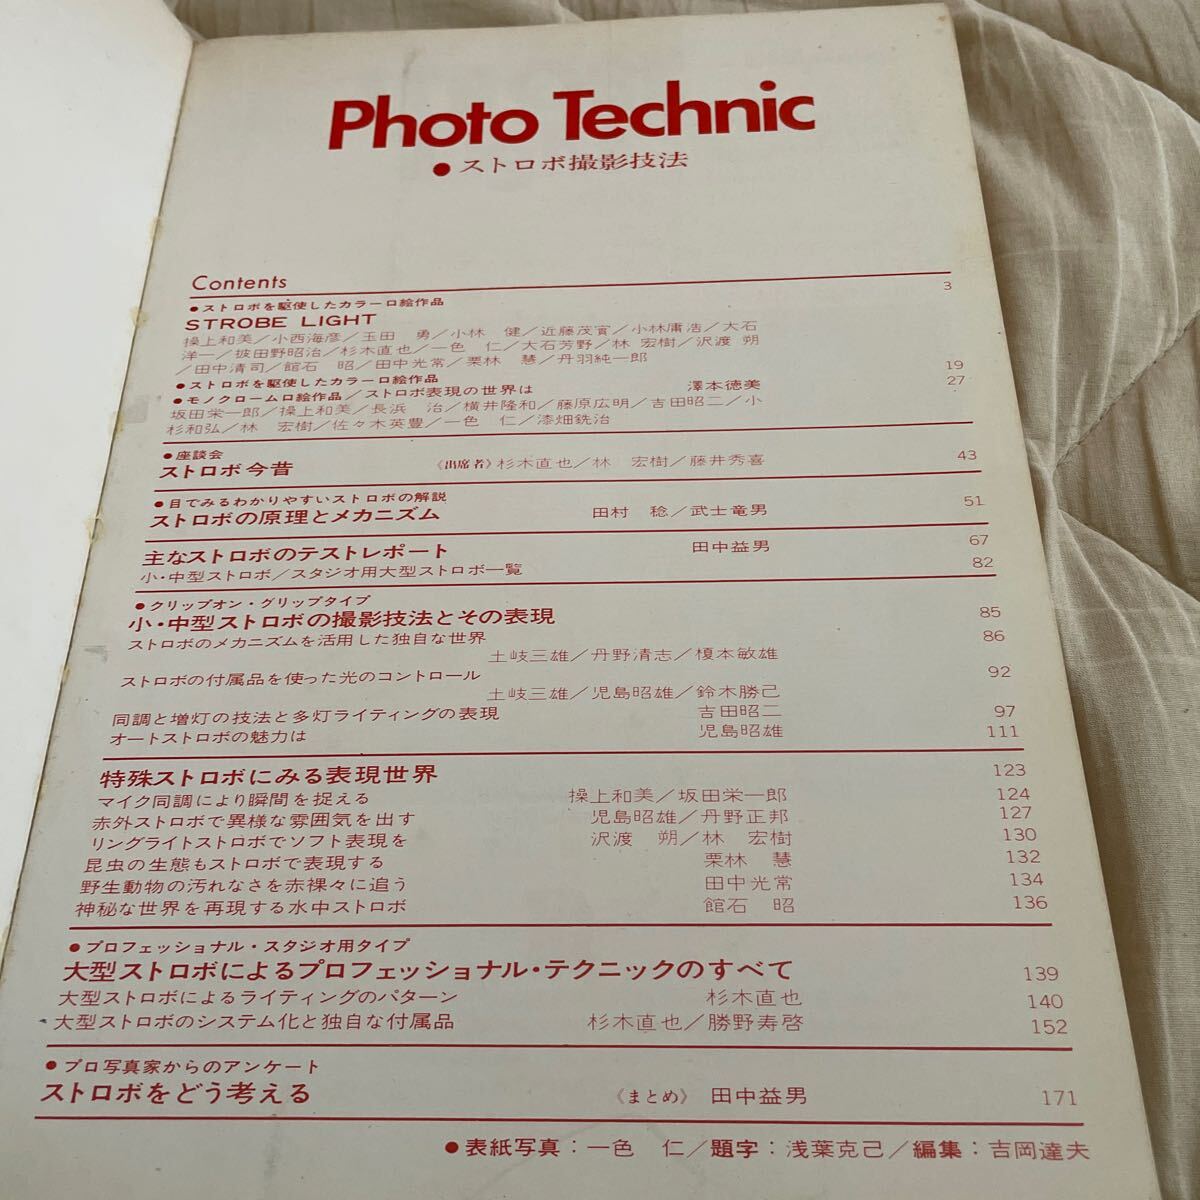 Photo Technic
●ストロボ撮影技法
Contents
●ストロボを駆使したカラー口絵作品 3
STROBE LIGHT
操上和美／小西海彦／玉田 勇／小林 健／近藤茂實／小林庸浩／大石
洋一／披田野昭治／杉木直也／一色 仁／大石芳野／林 宏樹／沢渡 朔
／田中清司／館石 昭／田中光常／栗林 慧／丹羽純一郎
●ストロボを駆使したカラー口絵作品 19
●モノクローム口絵作品／ストロボ表現の世界は 澤本徳美 27
坂田栄一郎／操上和美／長浜 治／横井隆和／藤原広明／吉田昭二／小
杉和弘／林 宏樹／佐々木英豊／一色 仁／漆畑銑治
●座談会
ストロボ今昔 《出席者》杉木直也／林 宏樹／藤井秀喜 43
●目でみるわかりやすいストロボの解説
ストロボの原理とメカニズム 田村 稔／武士竜男 51
主なストロボのテストレポート 田中益男 67
小・中型ストロボ／スタジオ用大型ストロボ一覧 82
●クリップオン・グリップタイプ
小・中型ストロボの撮影技法とその表現 85
ストロボのメカニズムを活用した独自な世界 86
土岐三雄／丹野清志／榎本敏雄
ストロボの付属品を使った光のコントロール 92
土岐三雄／児島昭雄／鈴木勝己
同調と増灯の技法と多灯ライティングの表現 吉田昭二 97
オートストロボの魅力は 児島昭雄 111
特殊ストロボにみる表現世界 123
マイク同調により瞬間を捉える 操上和美／坂田栄一郎 124
赤外ストロボで異様な雰囲気を出す 児島昭雄／丹野正邦 127
リングライトストロボでソフト表現を 沢渡 朔／林 宏樹 130
昆虫の生態もストロボで表現する 栗林 慧 132
野生動物の汚れなさを赤裸々に追う 田中光常 134
神秘な世界を再現する水中ストロボ 館石 昭 136
●プロフェッショナル・スタジオ用タイプ
大型ストロボによるプロフェッショナル・テクニックのすべて 139
大型ストロボによるライティングのパターン 杉木直也 140
大型ストロボのシステム化と独自な付属品 杉木直也／勝野寿啓 152
●プロ写真家からのアンケート
ストロボをどう考える 《まとめ》 田中益男 171
●表紙写真：一色 仁／題字：浅葉克己／編集：吉岡達夫